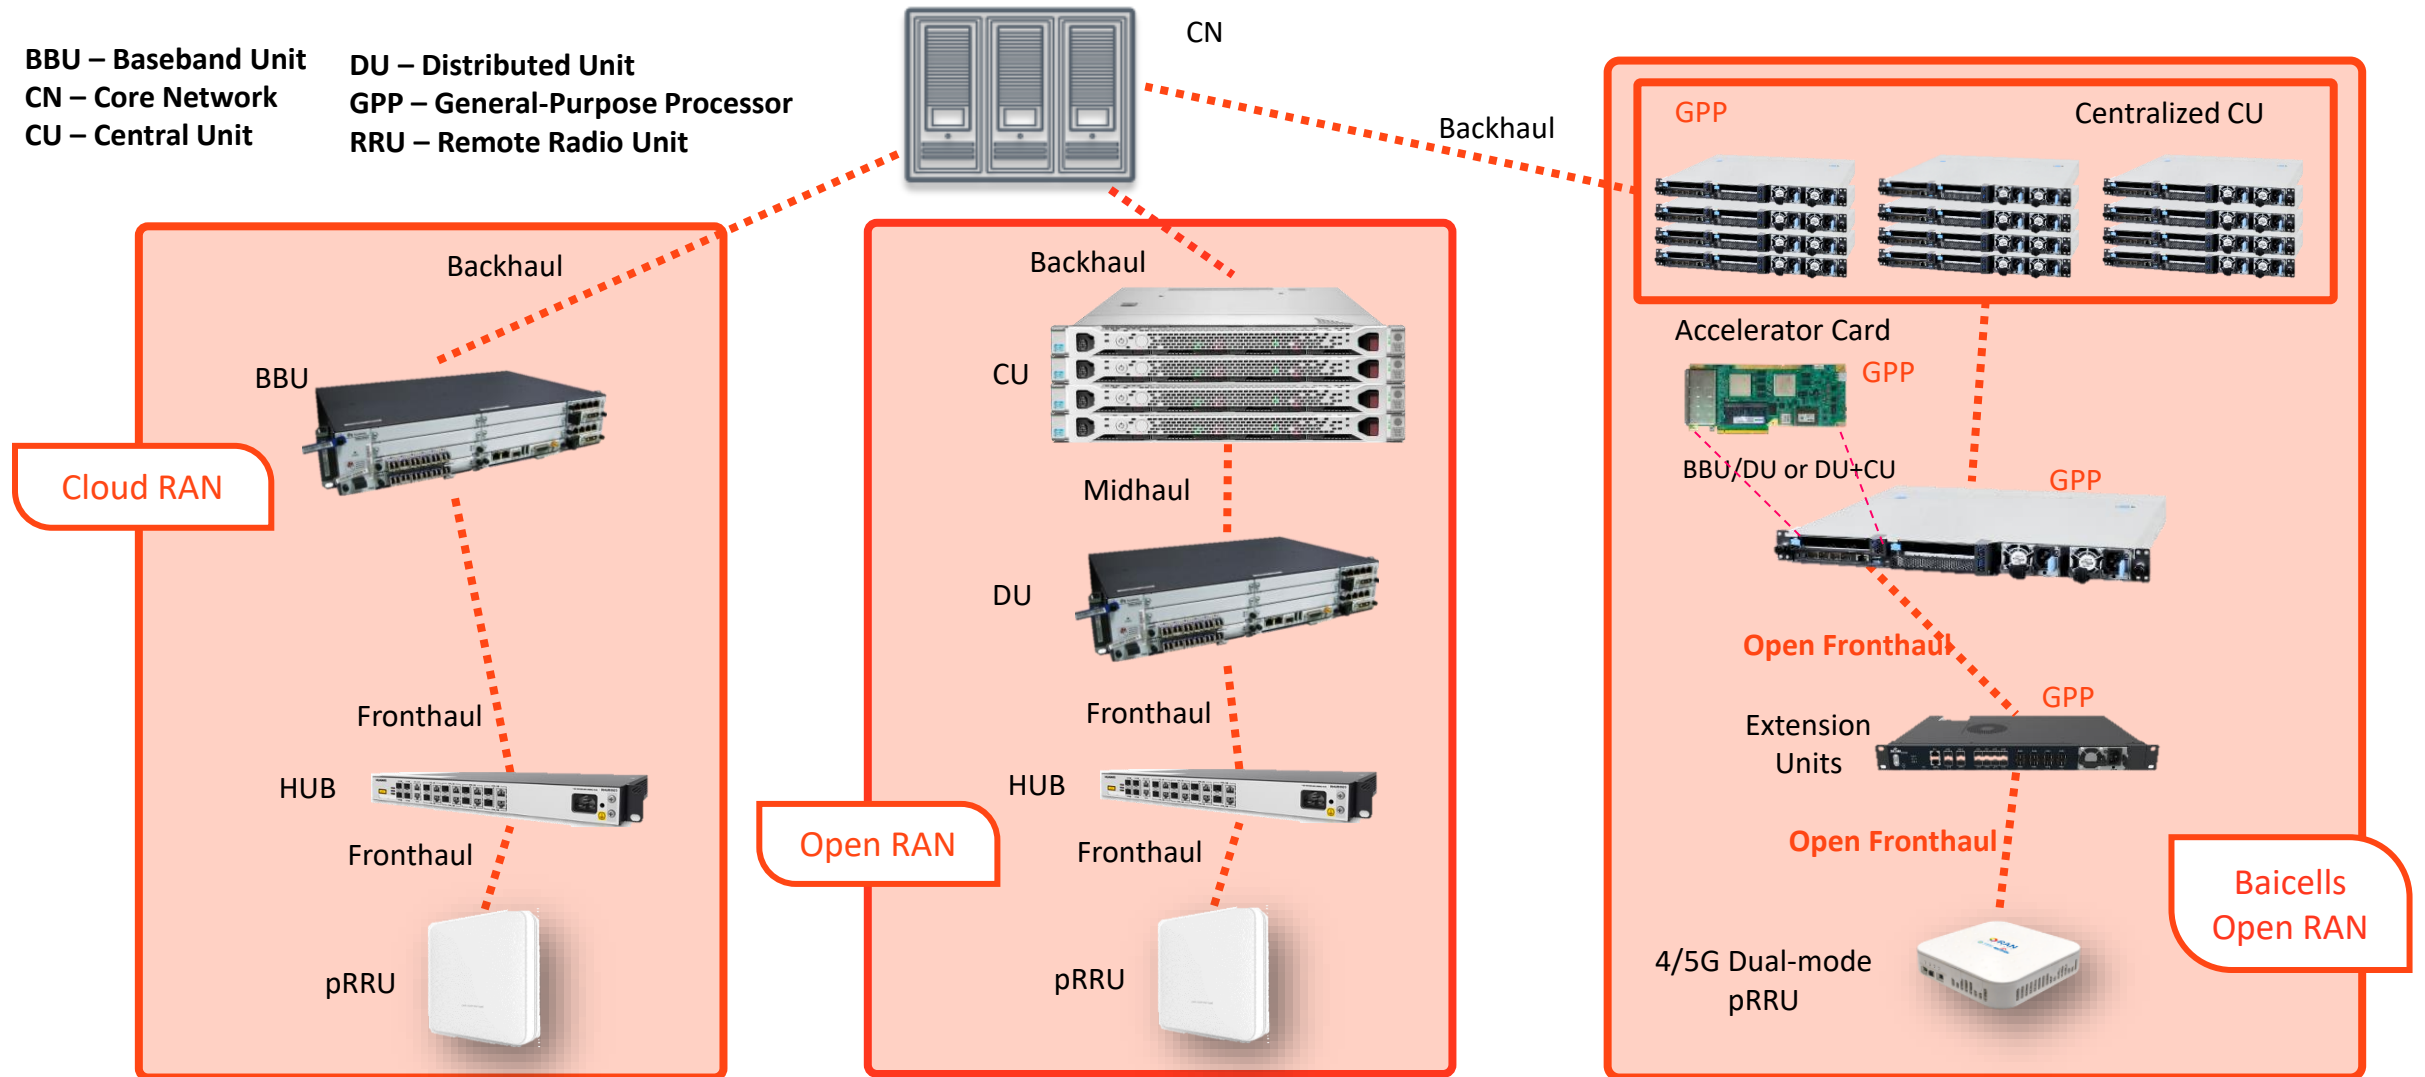 BBU – Baseband Unit
CN – Core Network
CU – Central Unit
DU – Distributed Unit
GPP – General-Purpose Processor
RRU – Remote Radio Unit
CN
Backhaul
BBU
Cloud RAN
Fronthaul
HUB
Fronthaul
pRRU
Backhaul
CU
Midhaul
DU
Fronthaul
HUB
Open RAN
Fronthaul
pRRU
Backhaul
GPP
Centralized CU
Accelerator Card
GPP
BBU/DU or DU+CU
GPP
Open Fronthaul
GPP
Extension
Units
Open Fronthaul
Baicells
Open RAN
4/5G Dual-mode
pRRU
RAN